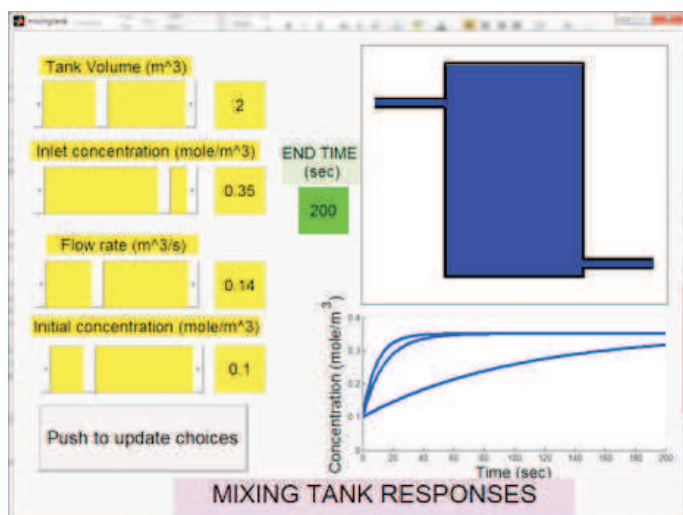 mixingtank
Tank Volume (m^3)
2
Inlet concentration (mole/m^3)
0.35
END TIME
(sec)
200
Flow rate (m^3/s)
0.14
Initial concentration (mole/m^3)
0.1
Push to update choices
Concentration (mole/m^3)
0.4
0.3
0.2
0.1
0
0 20 40 60 80 100 120 140 160 180 200
Time (sec)
MIXING TANK RESPONSES